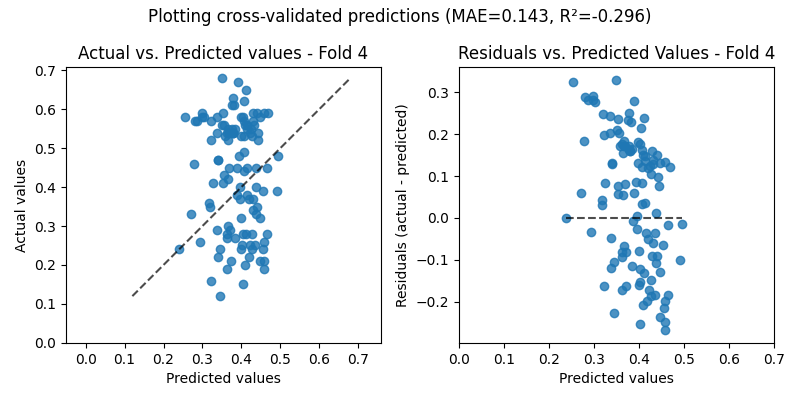 Plotting cross-validated predictions (MAE=0.143, R²=-0.296)
Actual vs. Predicted values - Fold 4
0.7
0.6
0.5
0.4
0.3
0.2
0.1
0.0
Actual values
0.0 0.1 0.2 0.3 0.4 0.5 0.6 0.7
Predicted values
Residuals vs. Predicted Values - Fold 4
0.3
0.2
0.1
0.0
−0.1
−0.2
Residuals (actual - predicted)
0.0 0.1 0.2 0.3 0.4 0.5 0.6 0.7
Predicted values